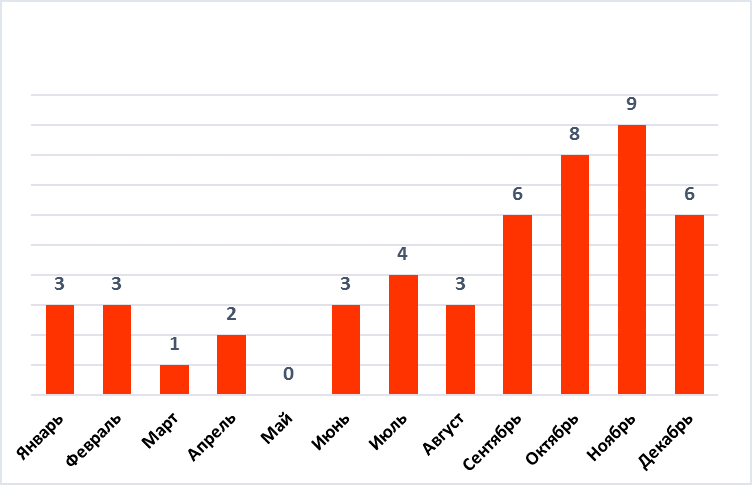 3 3 1 2 0 3 4 3 6 8 9 6
Январь Февраль Март Апрель Май Июнь Июль Август Сентябрь Октябрь Ноябрь Декабрь